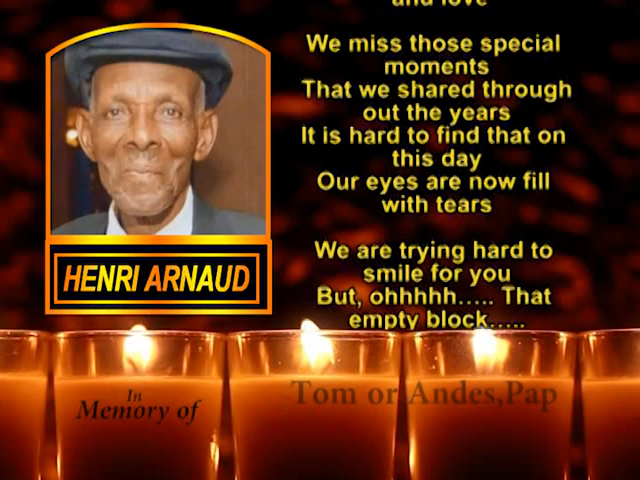 and love
We miss those special
moments
That we shared through
out the years
It is hard to find that on
this day
Our eyes are now fill
with tears
We are trying hard to
smile for you
But, ohhhhh..... That
empty block.....
HENRI ARNAUD
In
Memory of
Tom or Andes,Pap